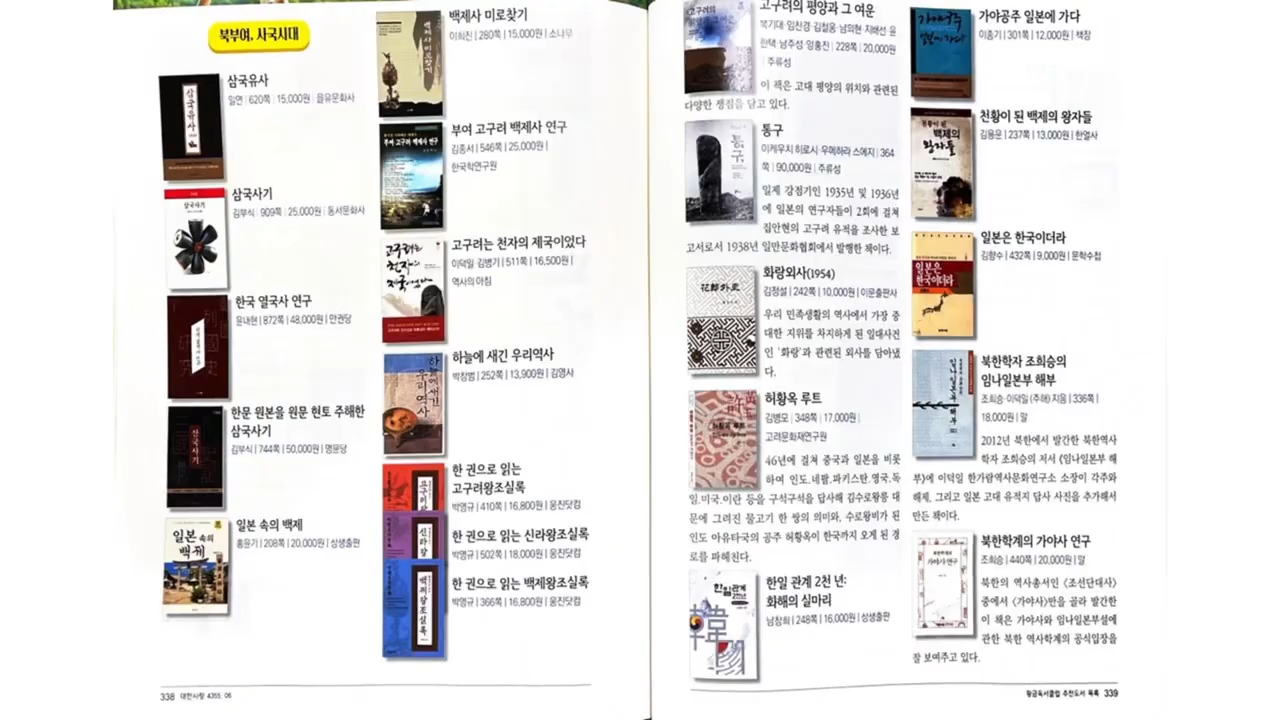 북부여, 사국시대
삼국유사
일연 | 620쪽 | 15,000원 | 을유문화사
삼국사기
김부식 | 909쪽 | 25,000원 | 동서문화사
한국 열국사 연구
윤내현 | 872쪽 | 48,000원 | 만권당
한문 원본을 원문 현토 주해한
삼국사기
김부식 | 744쪽 | 50,000원 | 명문당
일본 속의 백제
홍윤기 | 208쪽 | 20,000원 | 상생출판
백제사 미로찾기
이희진 | 280쪽 | 15,000원 | 소나무
부여 고구려 백제사 연구
김종서 | 546쪽 | 25,000원 |
한국학연구원
고구려는 천자의 제국이었다
이덕일·김병기 | 511쪽 | 16,500원 |
역사의 아침
하늘에 새긴 우리역사
박창범 | 252쪽 | 13,900원 | 김영사
한 권으로 읽는
고구려왕조실록
박영규 | 410쪽 | 16,800원 | 웅진닷컴
한 권으로 읽는 신라왕조실록
박영규 | 502쪽 | 18,000원 | 웅진닷컴
한 권으로 읽는 백제왕조실록
박영규 | 366쪽 | 16,800원 | 웅진닷컴
338 대한사랑 4355. 06
고구려의 평양과 그 여운
복기대·임찬경·김철웅·남의현·지배선·윤
한택·남주성·양홍진 | 228쪽 | 20,000원
| 주류성
이 책은 고대 평양의 위치와 관련된
다양한 쟁점을 담고 있다.
통구
이케우치 히로시·우메하라 스에지 | 364
쪽 | 90,000원 | 주류성
일제 강점기인 1935년 및 1936년
에 일본의 연구자들이 2회에 걸쳐
집안현의 고구려 유적을 조사한 보
고서로서 1938년 일만문화협회에서 발행한 책이다.
화랑외사(1954)
김정설 | 242쪽 | 10,000원 | 이문출판사
우리 민족생활의 역사에서 가장 중
대한 지위를 차지하게 된 일대사건
인 '화랑'과 관련된 외사를 담아냈
다.
허황옥 루트
김병모 | 348쪽 | 17,000원 |
고려문화재연구원
46년에 걸쳐 중국과 일본을 비롯
하여 인도.네팔.파키스탄.영국.독
일.미국.이란 등을 구석구석을 답사해 김수로왕릉 대
문에 그려진 물고기 한 쌍의 의미와, 수로왕비가 된
인도 아유타국의 공주 허황옥이 한국까지 오게 된 경
로를 파헤친다.
한일 관계 2천 년:
화해의 실마리
남창희 | 248쪽 | 16,000원 | 상생출판
가야공주 일본에 가다
이종기 | 301쪽 | 12,000원 | 책장
천황이 된 백제의 왕자들
김용운 | 237쪽 | 13,000원 | 한얼사
일본은 한국이더라
김향수 | 432쪽 | 9,000원 | 문학수첩
북한학자 조희승의
임나일본부 해부
조희승·이덕일 (주해) 지음 | 336쪽 |
18,000원 | 말
2012년 북한에서 발간한 북한역사
학자 조희승의 저서 《임나일본부 해
부》에 이덕일 한가람역사문화연구소 소장이 각주와
해제, 그리고 일본 고대 유적지 답사 사진을 추가해서
만든 책이다.
북한학계의 가야사 연구
조희승 | 440쪽 | 20,000원 | 말
북한의 역사총서인 《조선단대사》
중에서 《가야사》만을 골라 발간한
이 책은 가야사와 임나일본부설에
관한 북한 역사학계의 공식입장을
잘 보여주고 있다.
황금독서클럽 추천도서 목록 339